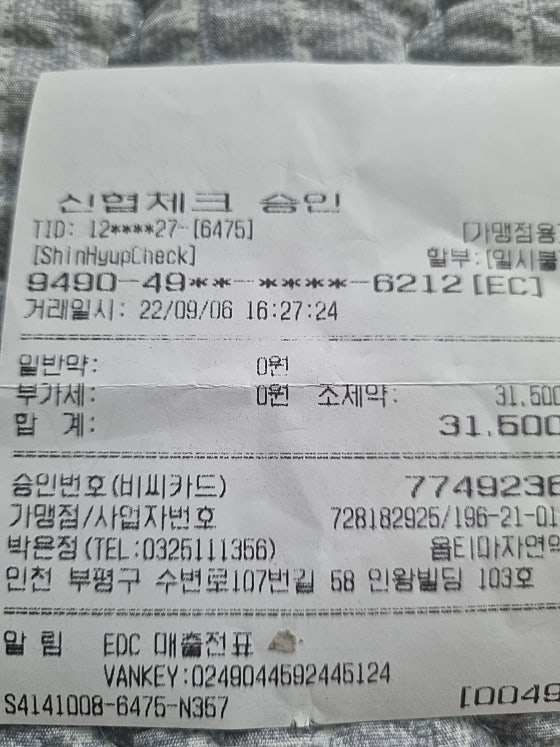 신협체크 승인
TID: 12****27-[6475] [가맹점용
[ShinHyupCheck] 할부:[일시불
9490-49**-****-6212[EC]
거래일시: 22/09/06 16:27:24
일반약: 0원
부가세: 0원 소제약: 31,500
합 계: 31,500
승인번호(비씨카드) 7749236
가맹점/사업자번호 728182925/196-21-01
박은정(TEL:0325111356) 옵티마자연약
인천 부평구 수변로107번길 58 인왕빌딩 103호
알 림 EDC 매출전표
VANKEY:0249044592445124
S4141008-6475-N357 [0049